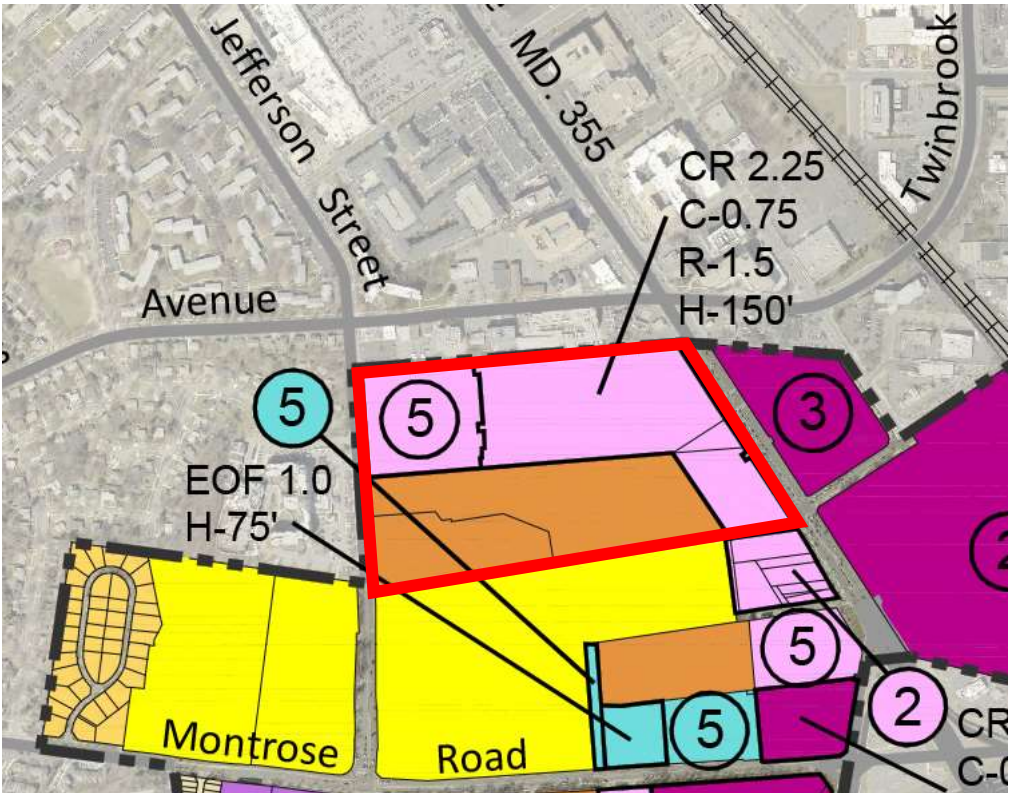 Jefferson
Street
MD. 355
Twinbrook
CR 2.25
C-0.75
R-1.5
H-150'
Avenue
5
5
3
EOF 1.0
H-75'
2
5
5
2
CR
Montrose
Road